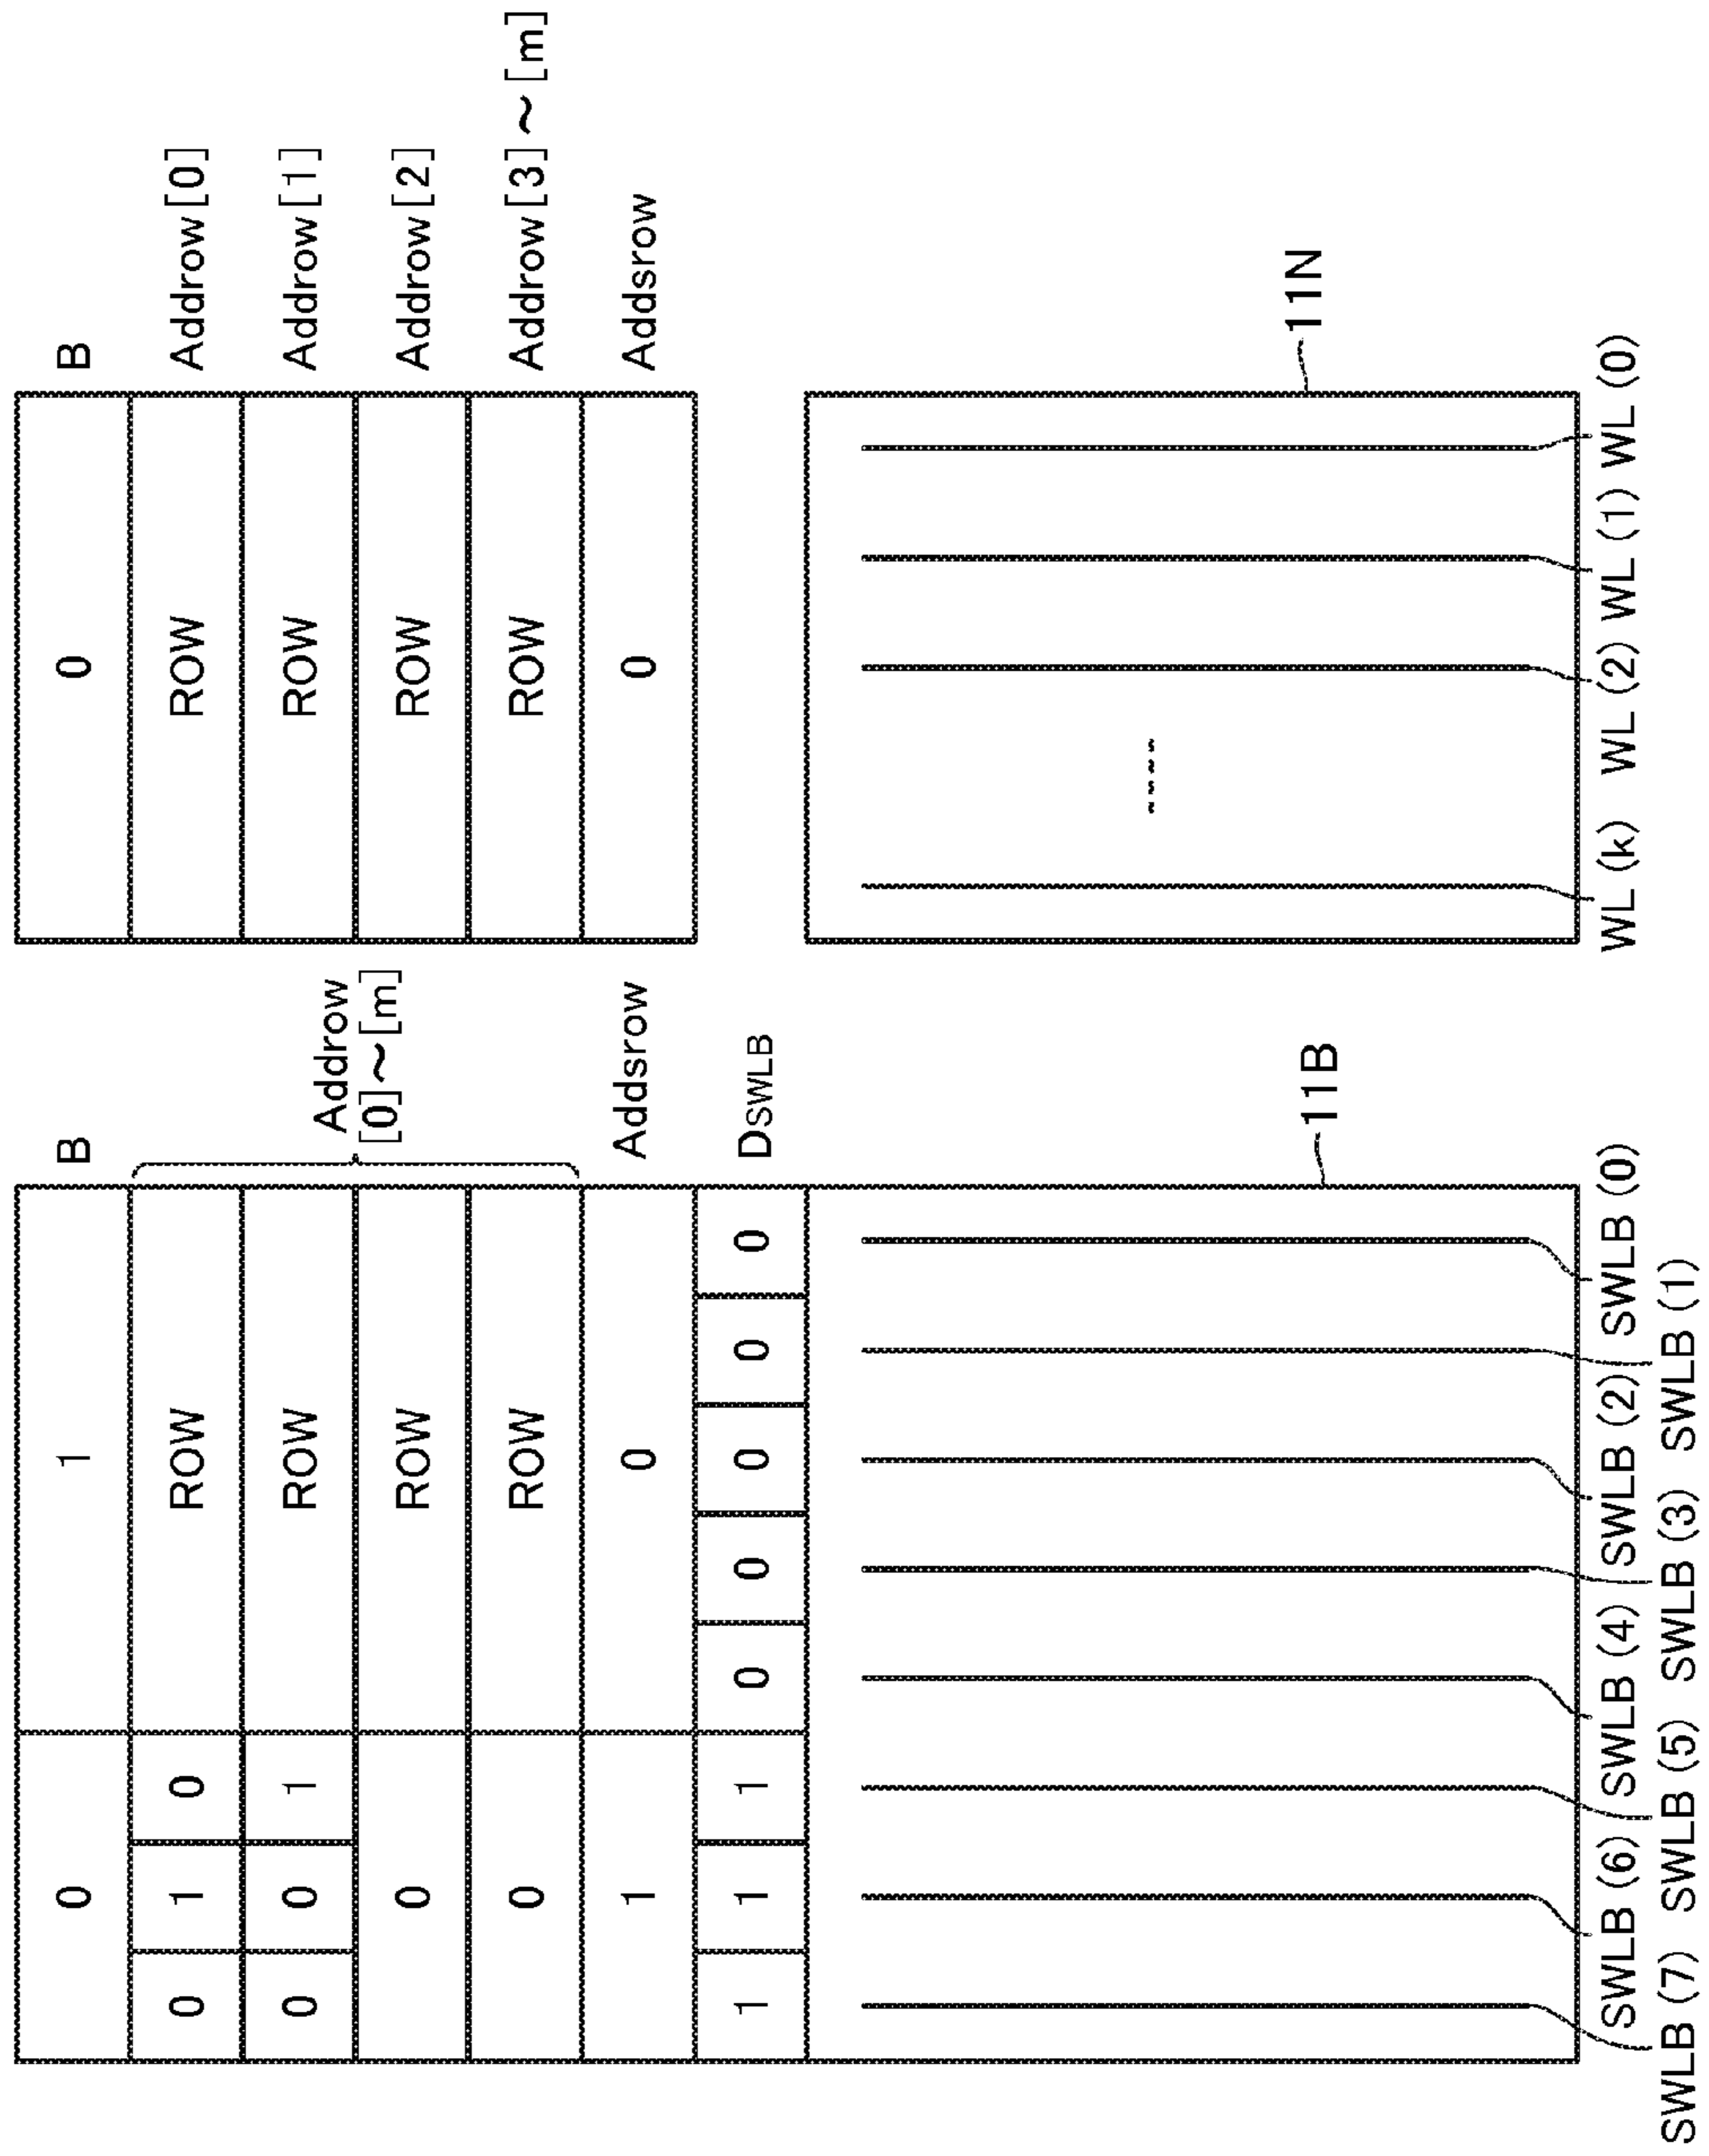 0 1 B 0 B
0 1 0 ROW ROW Addrow[0]
0 0 1 ROW Addrow ROW Addrow[1]
0 ROW [0]~[m] ROW Addrow[2]
0 ROW ROW Addrow[3]~[m]
1 0 Addsrow 0 Addsrow
1 1 1 0 0 0 0 0 DSWLB
11B 11N
SWLB (6) SWLB (4) SWLB (2) SWLB (0) WL (k) WL (2) WL (1) WL (0)
SWLB (7) SWLB (5) SWLB (3) SWLB (1)